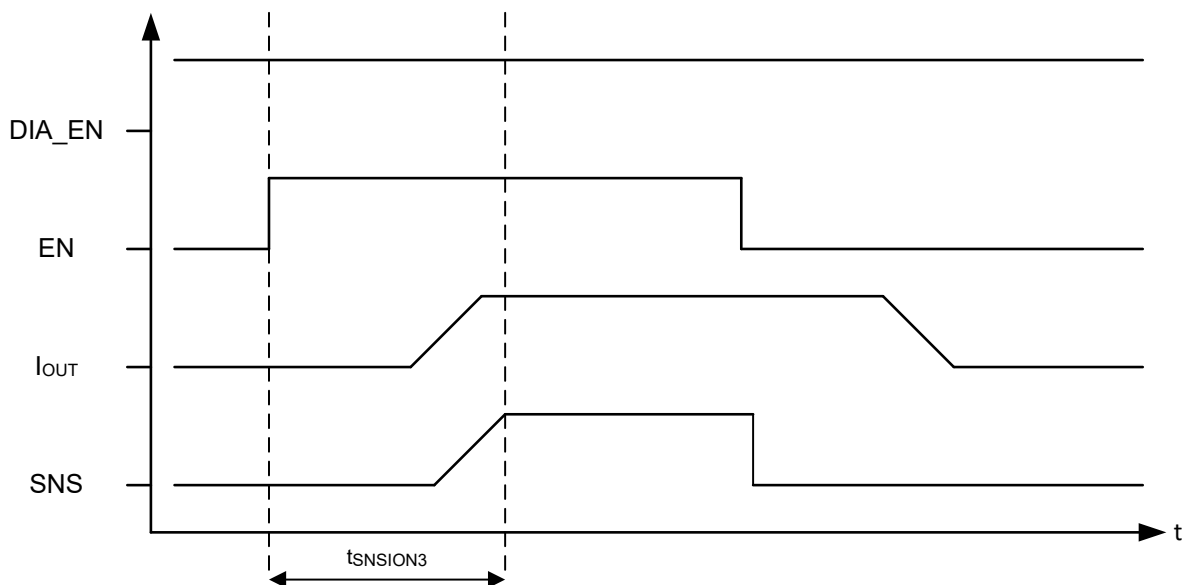 DIA_EN
EN
IOUT
SNS
t
tSNSION3